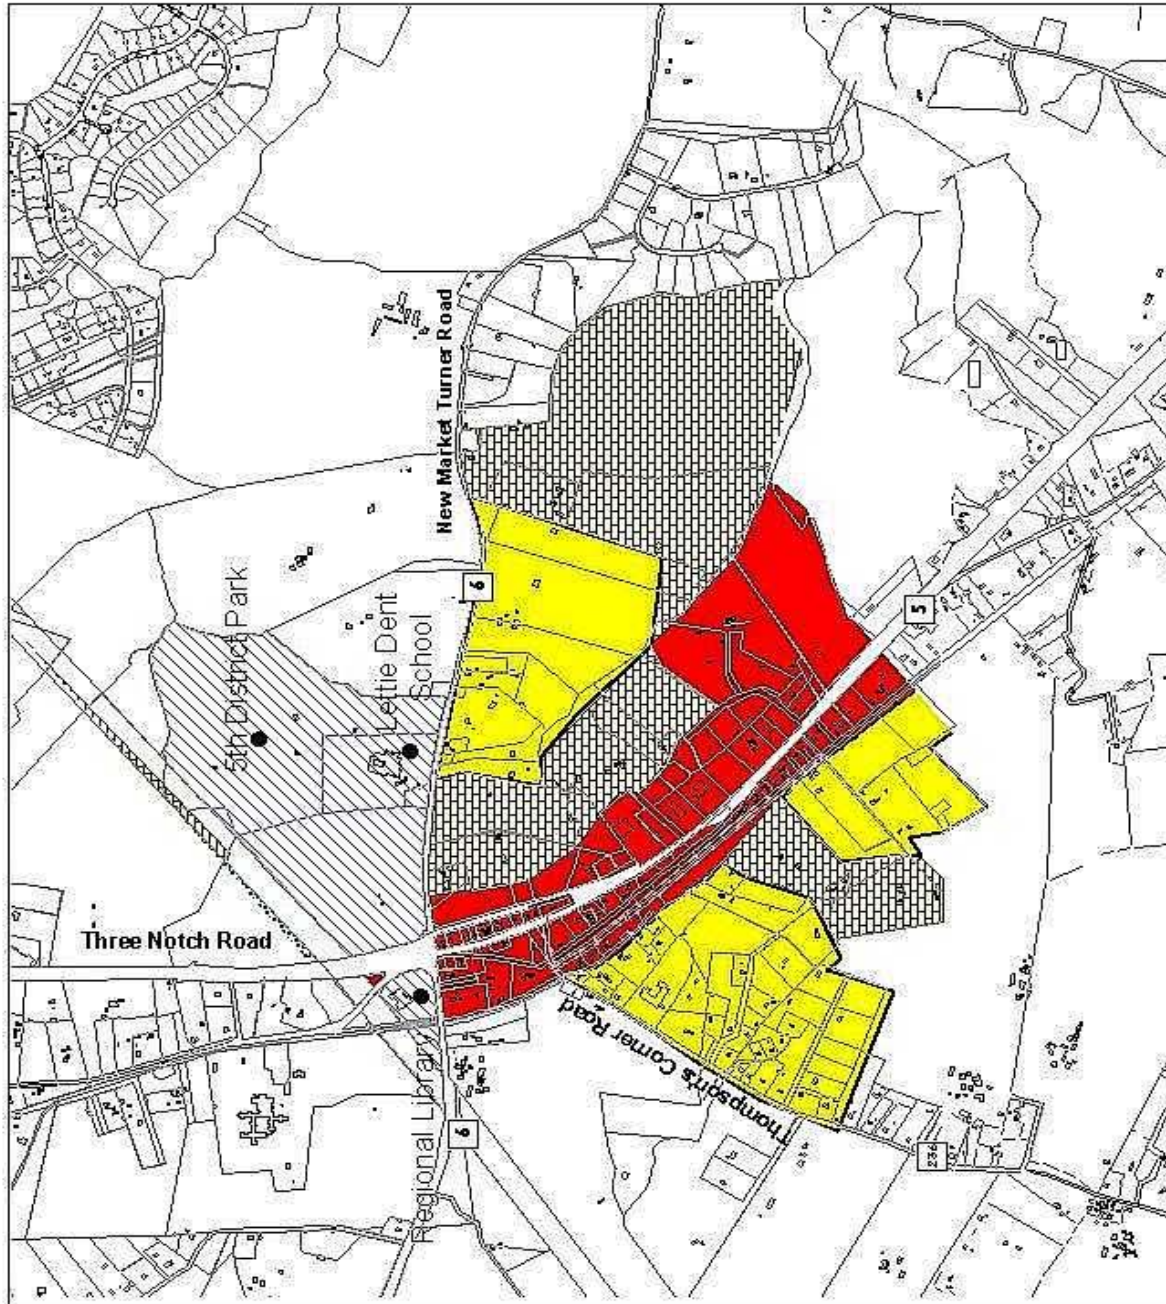 New Market Turner Road
5th District Park
Lettie Dent
School
6
5
Three Notch Road
Thompson's Corner Road
Regional Library
6
236